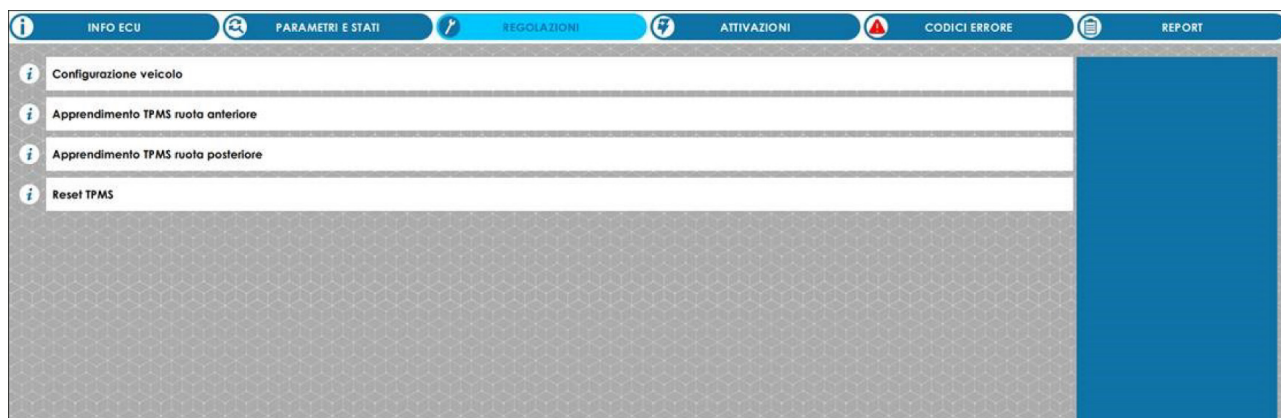 INFO ECU
PARAMETRI E STATI
REGOLAZIONI
ATTIVAZIONI
CODICI ERRORE
REPORT
Configurazione veicolo
Apprendimento TPMS ruota anteriore
Apprendimento TPMS ruota posteriore
Reset TPMS